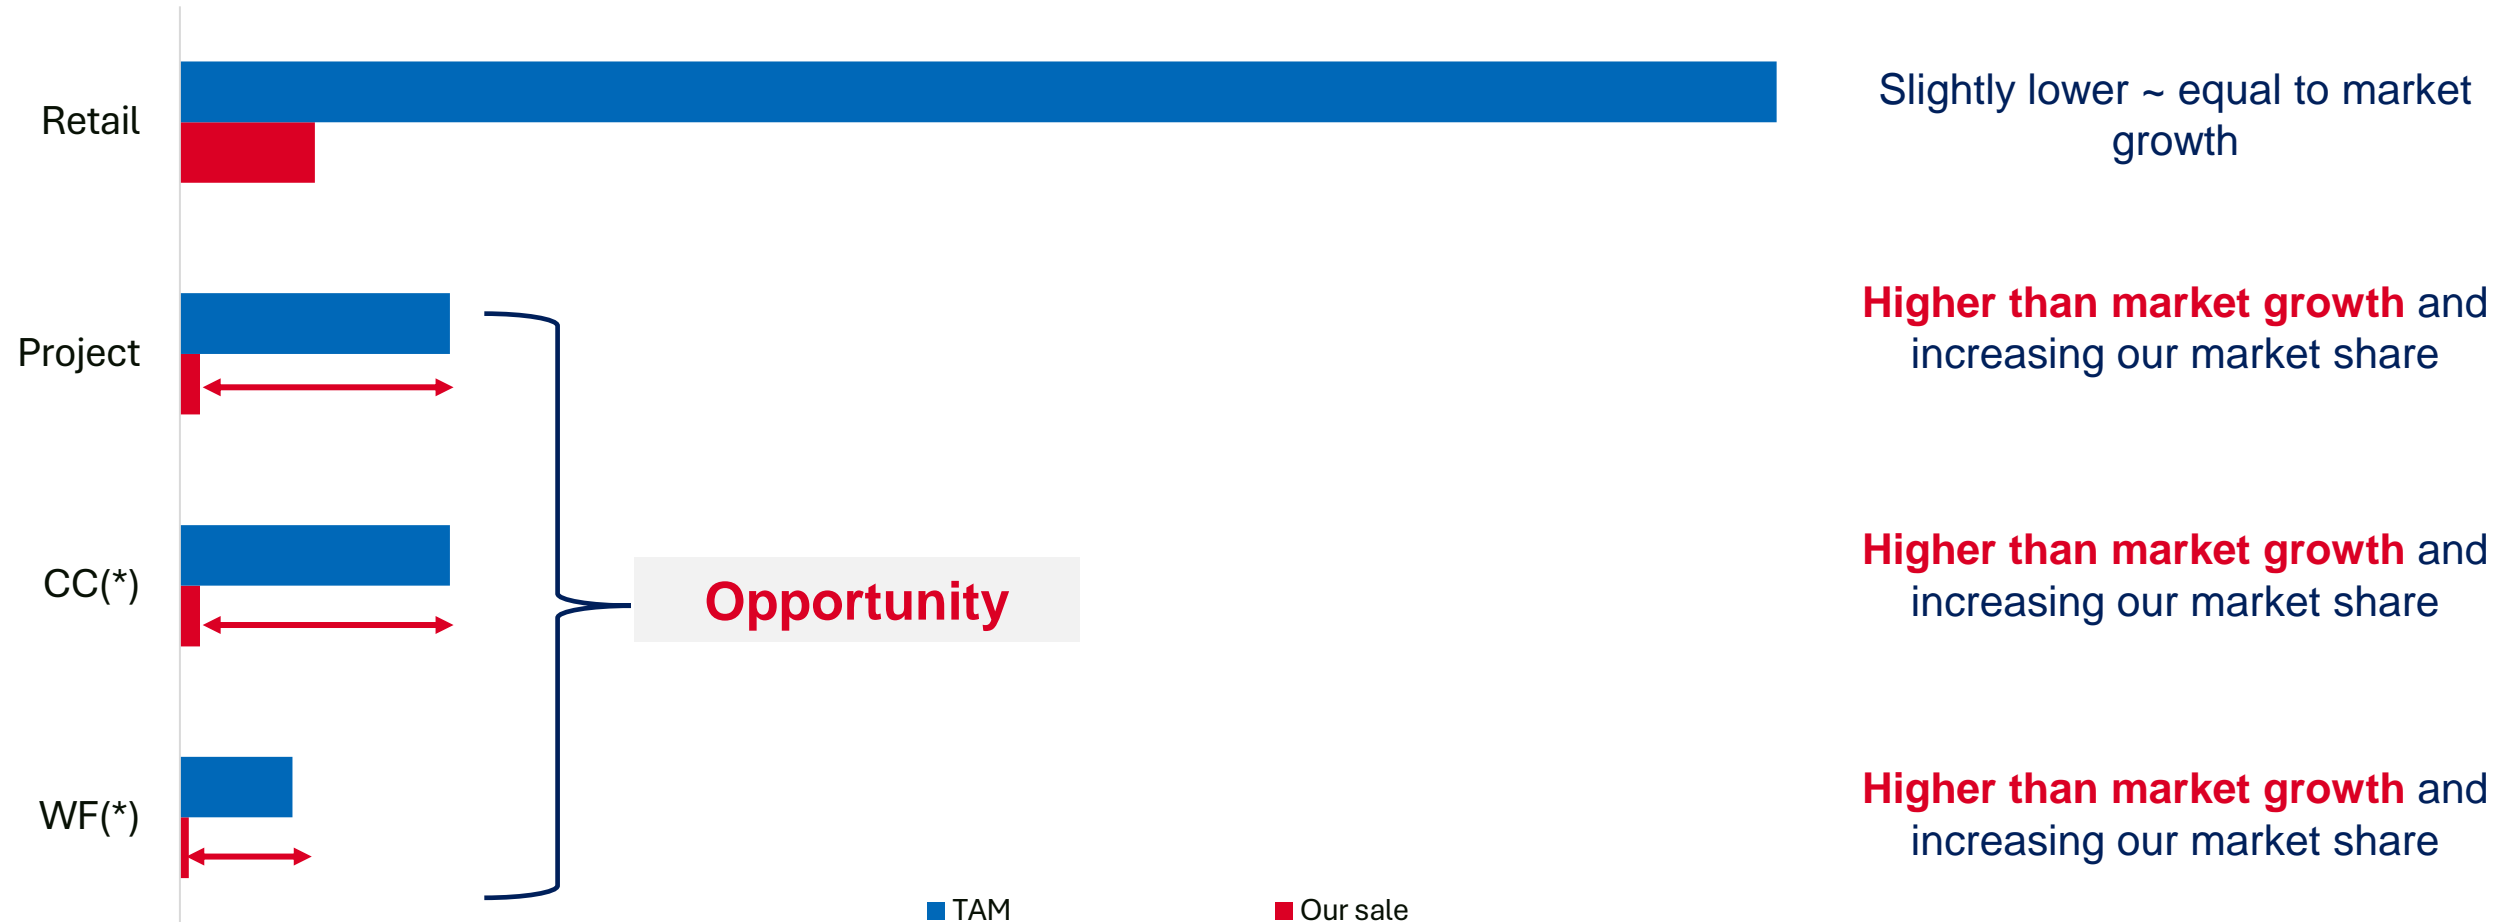 Retail
Slightly lower ~ equal to market
growth
Project
Higher than market growth and
increasing our market share
CC(*)
Opportunity
Higher than market growth and
increasing our market share
WF(*)
Higher than market growth and
increasing our market share
TAM
Our sale